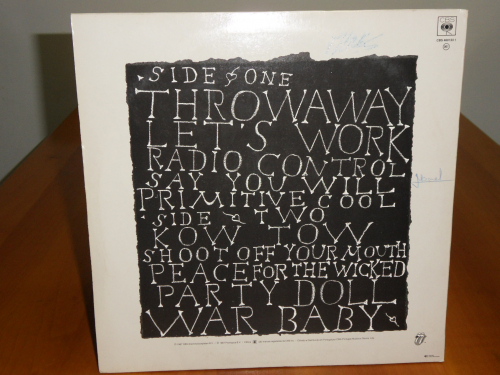 CBS
SIDE ONE
THROWAWAY
LET'S WORK
RADIO CONTROL
SAY YOU WILL
PRIMITIVE COOL
SIDE TWO
KOW TOW
SHOOT OFF YOUR MOUTH
PEACE FOR THE WICKED
PARTY DOLL
WAR BABY